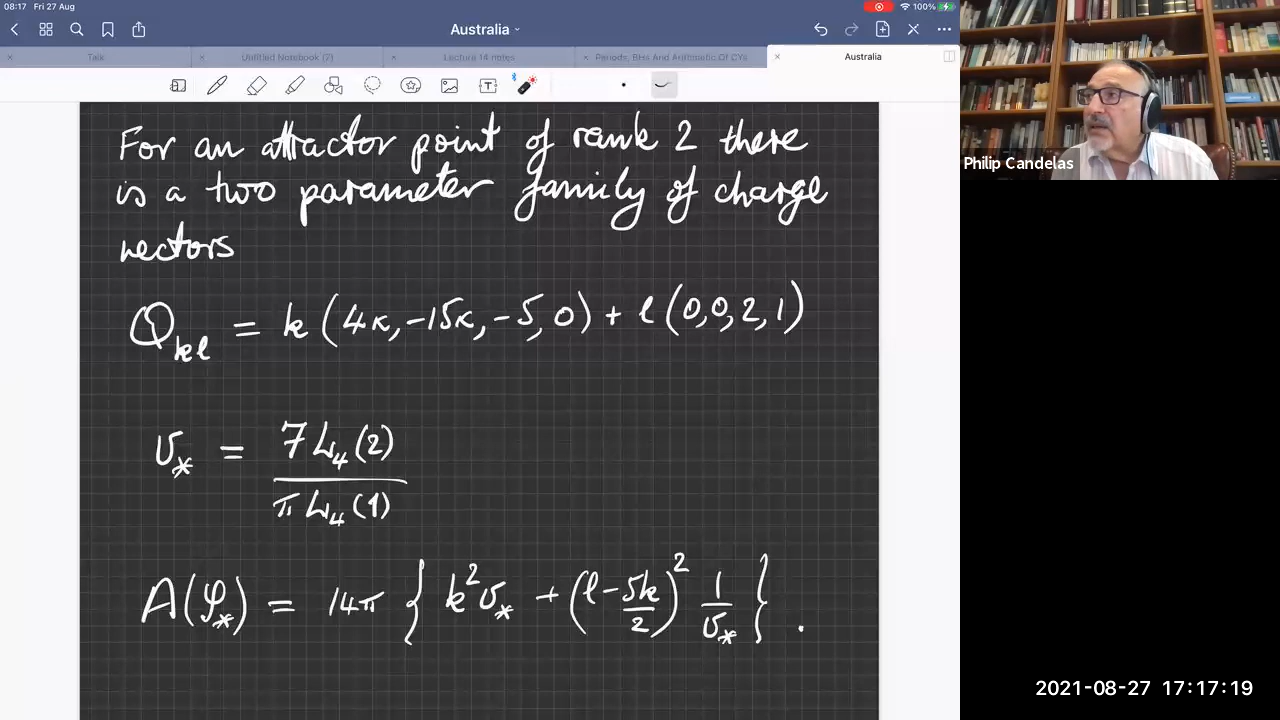 08:17 Fri 27 Aug
100%
Australia
Talk
Untitled Notebook (7)
Lecture 14 notes
Periods, BHs And Arithmetic Of CYs
Australia
For an attractor point of rank 2 there
is a two parameter family of charge
vectors
Q_{kl} = k (4κ, -15κ, -5, 0) + l (0, 0, 2, 1)
v_* = 7 L_4(2) / π L_4(1)
A(φ_*) = 14π { k² v_* + (l - 5k/2)² 1/v_* } .
Philip Candelas
2021-08-27 17:17:19